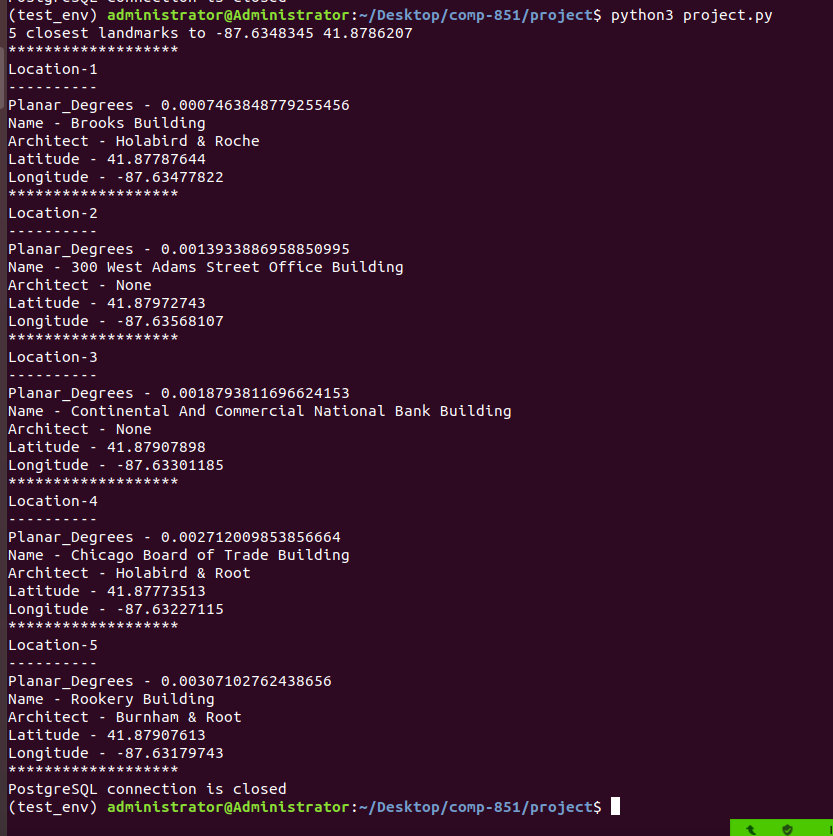 PostgreSQL connection is closed
(test_env) administrator@Administrator:~/Desktop/comp-851/project$ python3 project.py
5 closest landmarks to -87.6348345 41.8786207
*******************
Location-1
----------
Planar_Degrees - 0.0007463848779255456
Name - Brooks Building
Architect - Holabird & Roche
Latitude - 41.87787644
Longitude - -87.63477822
*******************
Location-2
----------
Planar_Degrees - 0.0013933886958850995
Name - 300 West Adams Street Office Building
Architect - None
Latitude - 41.87972743
Longitude - -87.63568107
*******************
Location-3
----------
Planar_Degrees - 0.0018793811696624153
Name - Continental And Commercial National Bank Building
Architect - None
Latitude - 41.87907898
Longitude - -87.63301185
*******************
Location-4
----------
Planar_Degrees - 0.002712009853856664
Name - Chicago Board of Trade Building
Architect - Holabird & Root
Latitude - 41.87773513
Longitude - -87.63227115
*******************
Location-5
----------
Planar_Degrees - 0.00307102762438656
Name - Rookery Building
Architect - Burnham & Root
Latitude - 41.87907613
Longitude - -87.63179743
*******************
PostgreSQL connection is closed
(test_env) administrator@Administrator:~/Desktop/comp-851/project$